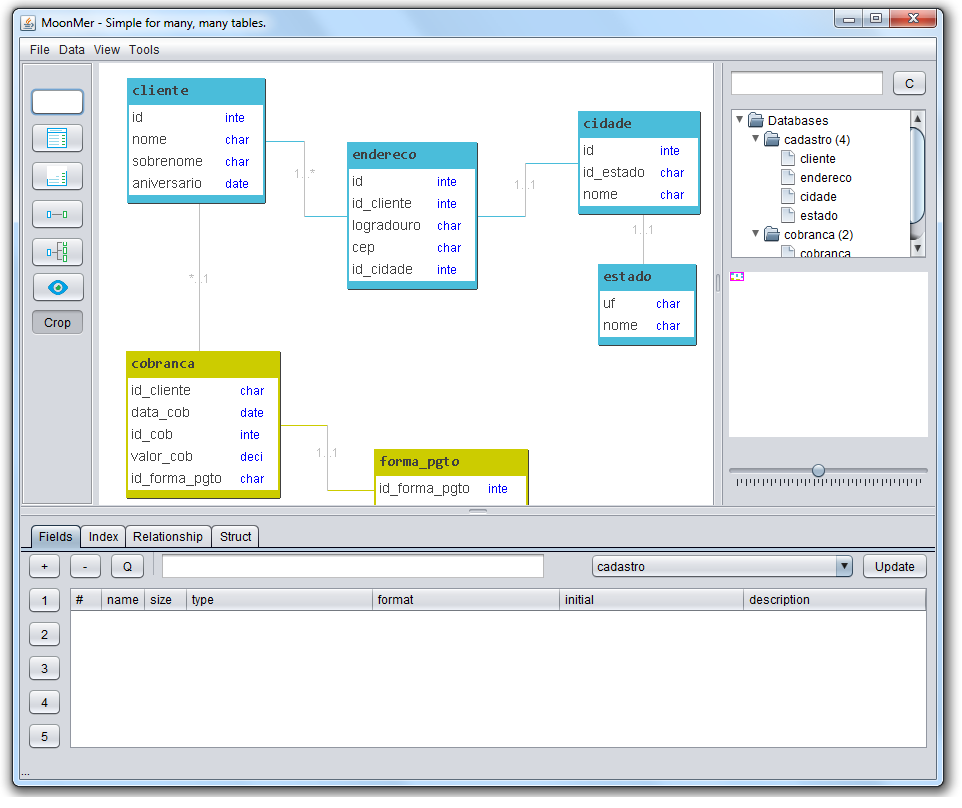 MoonMer - Simple for many, many tables.
File Data View Tools
Crop
cliente
id inte
nome char
sobrenome char
aniversario date
1..*
endereco
id inte
id_cliente inte
logradouro char
cep char
id_cidade inte
1..1
cidade
id inte
id_estado char
nome char
1..1
estado
uf char
nome char
*..1
cobranca
id_cliente char
data_cob date
id_cob inte
valor_cob deci
id_forma_pgto char
1..1
forma_pgto
id_forma_pgto inte
C
Databases
cadastro (4)
cliente
endereco
cidade
estado
cobranca (2)
cobranca
Fields Index Relationship Struct
+ - Q cadastro Update
# name size type format initial description
1
2
3
4
5
...